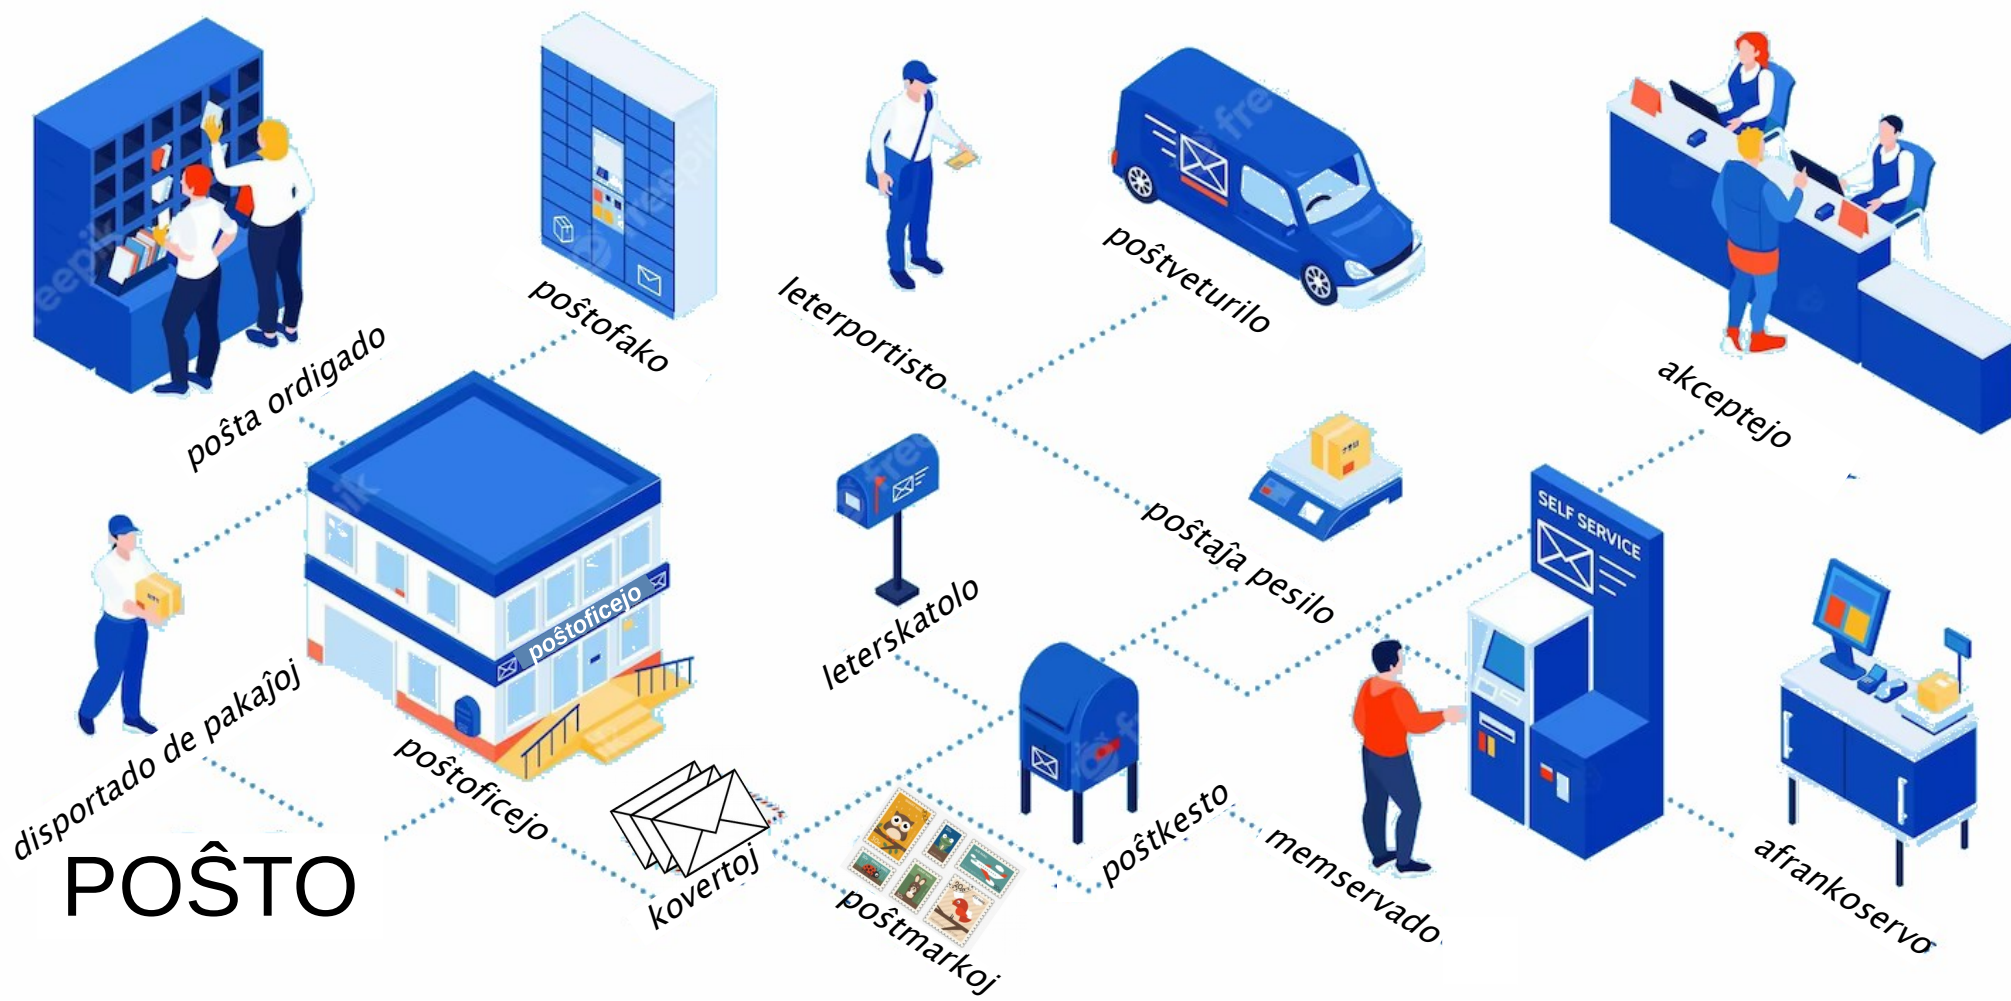 poŝta ordigado
poŝtofako
leterportisto
poŝtveturilo
akceptejo
disportado de pakaĵoj
poŝtoficejo
poŝtoficejo
leterskatolo
poŝtaĵa pesilo
SELF SERVICE
kovertoj
poŝtmarkoj
poŝtkesto
memservado
afrankoservo
POŜTO
freepik